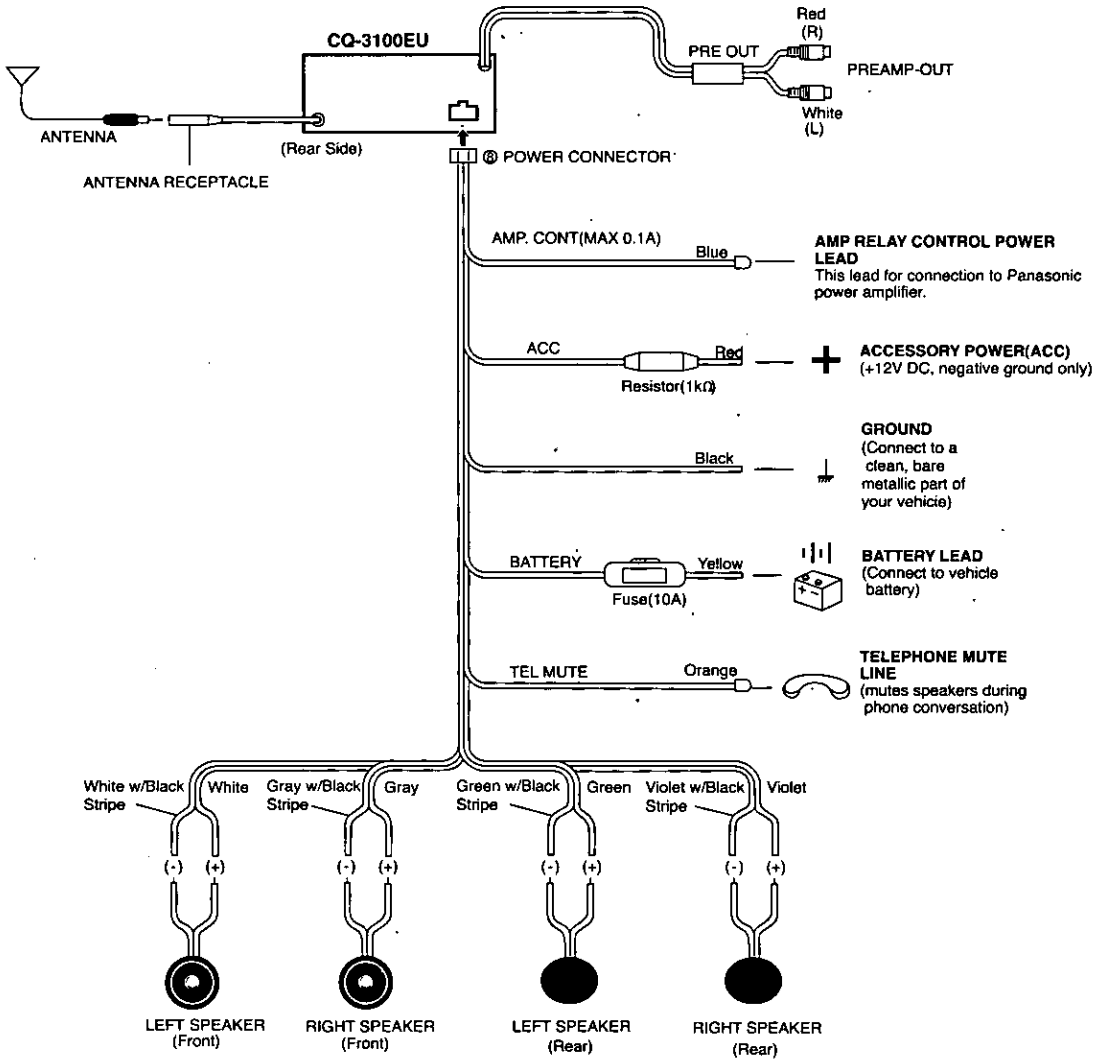 CQ-3100EU
Red
(R)
PRE OUT
PREAMP-OUT
White
(L)
ANTENNA
(Rear Side)
ANTENNA RECEPTACLE
⑧ POWER CONNECTOR
AMP. CONT(MAX 0.1A)
Blue
AMP RELAY CONTROL POWER
LEAD
This lead for connection to Panasonic
power amplifier.
ACC
Red
Resistor(1kΩ)
+
ACCESSORY POWER(ACC)
(+12V DC, negative ground only)
Black
GROUND
(Connect to a
clean, bare
metallic part of
your vehicle)
BATTERY
Yellow
Fuse(10A)
+ −
BATTERY LEAD
(Connect to vehicle
battery)
TEL MUTE
Orange
TELEPHONE MUTE
LINE
(mutes speakers during
phone conversation)
White w/Black
Stripe
White
Gray w/Black
Stripe
Gray
Green w/Black
Stripe
Green
Violet w/Black
Stripe
Violet
(-) (+) (-) (+) (-) (+) (-) (+)
LEFT SPEAKER
(Front)
RIGHT SPEAKER
(Front)
LEFT SPEAKER
(Rear)
RIGHT SPEAKER
(Rear)